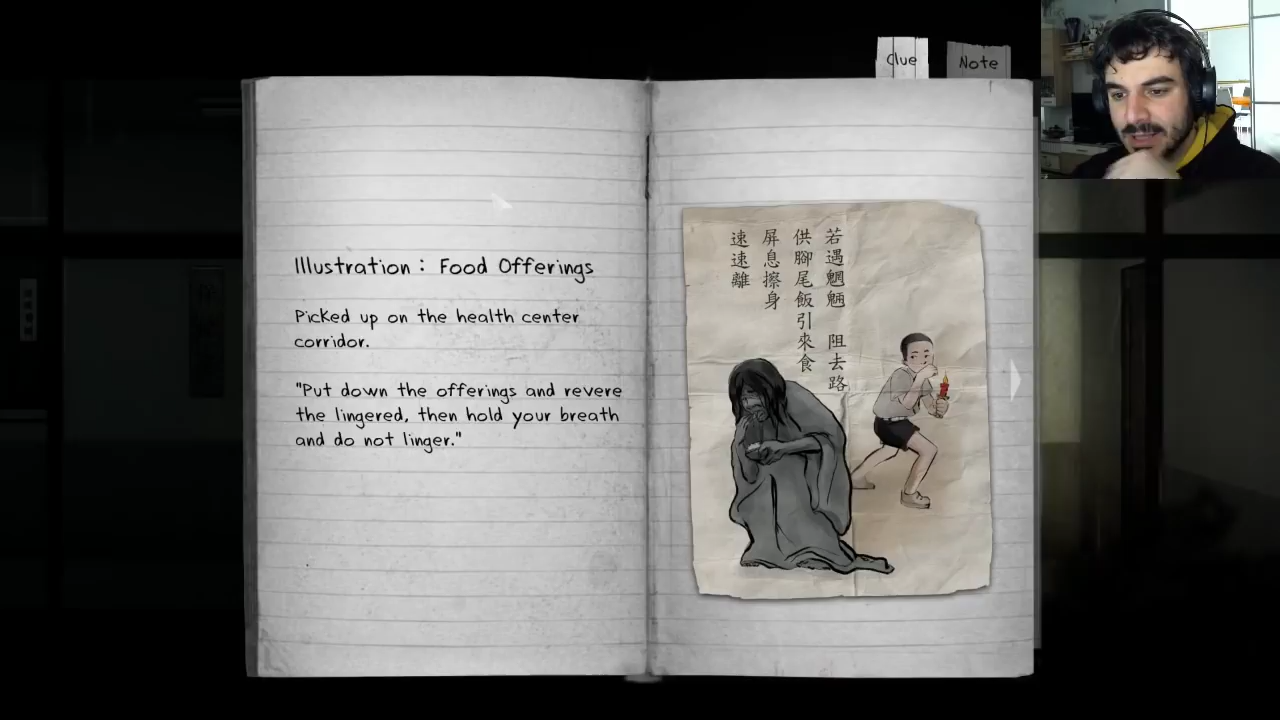 Clue
Note
Illustration : Food Offerings
Picked up on the health center
corridor.
"Put down the offerings and revere
the lingered, then hold your breath
and do not linger."
若遇魍魎 阻去路
供腳尾飯引來食
屏息擦身
速速離